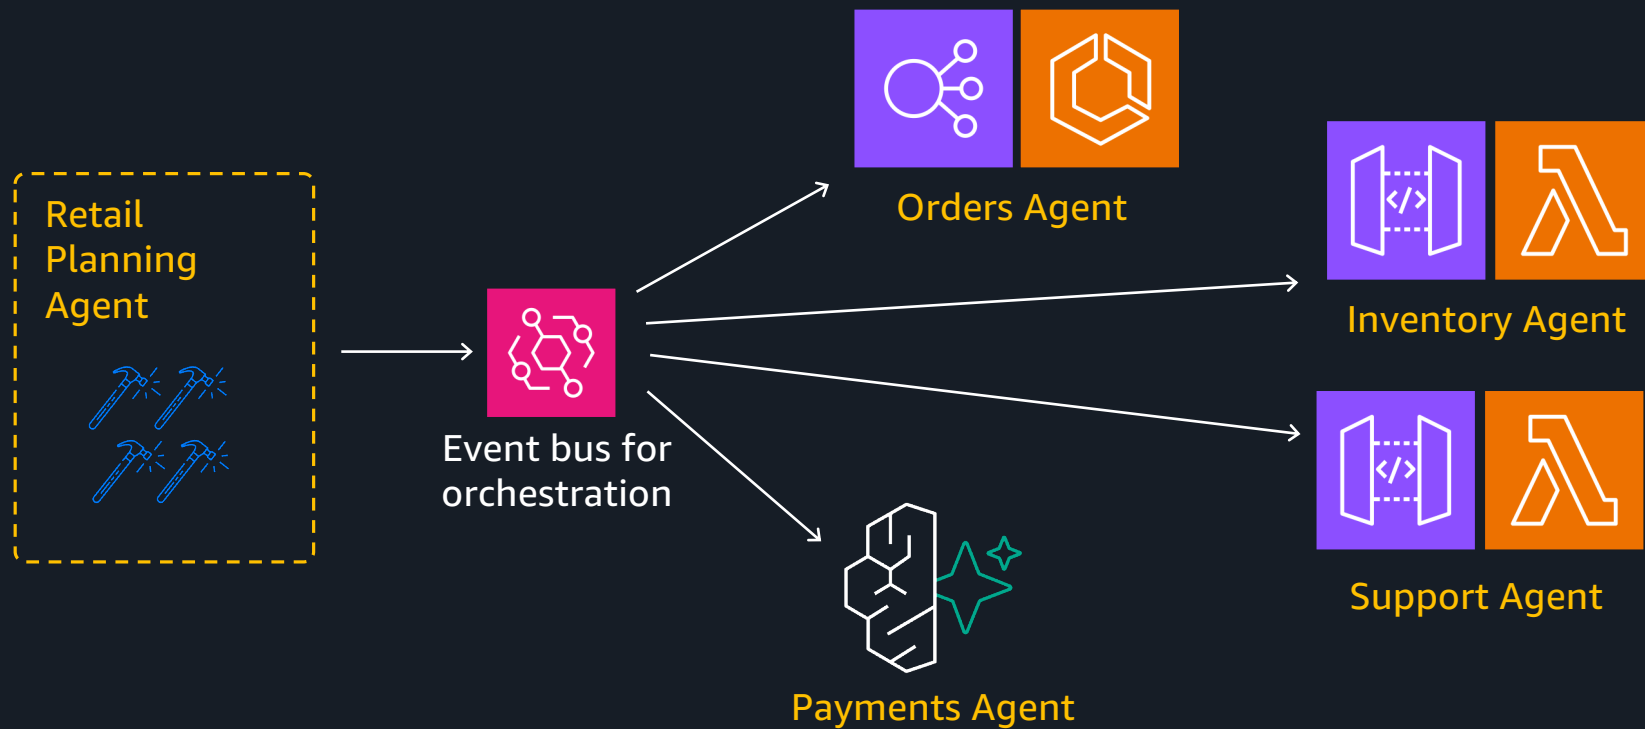 Retail
Planning
Agent
Event bus for
orchestration
Orders Agent
</>
Inventory Agent
</>
Support Agent
Payments Agent